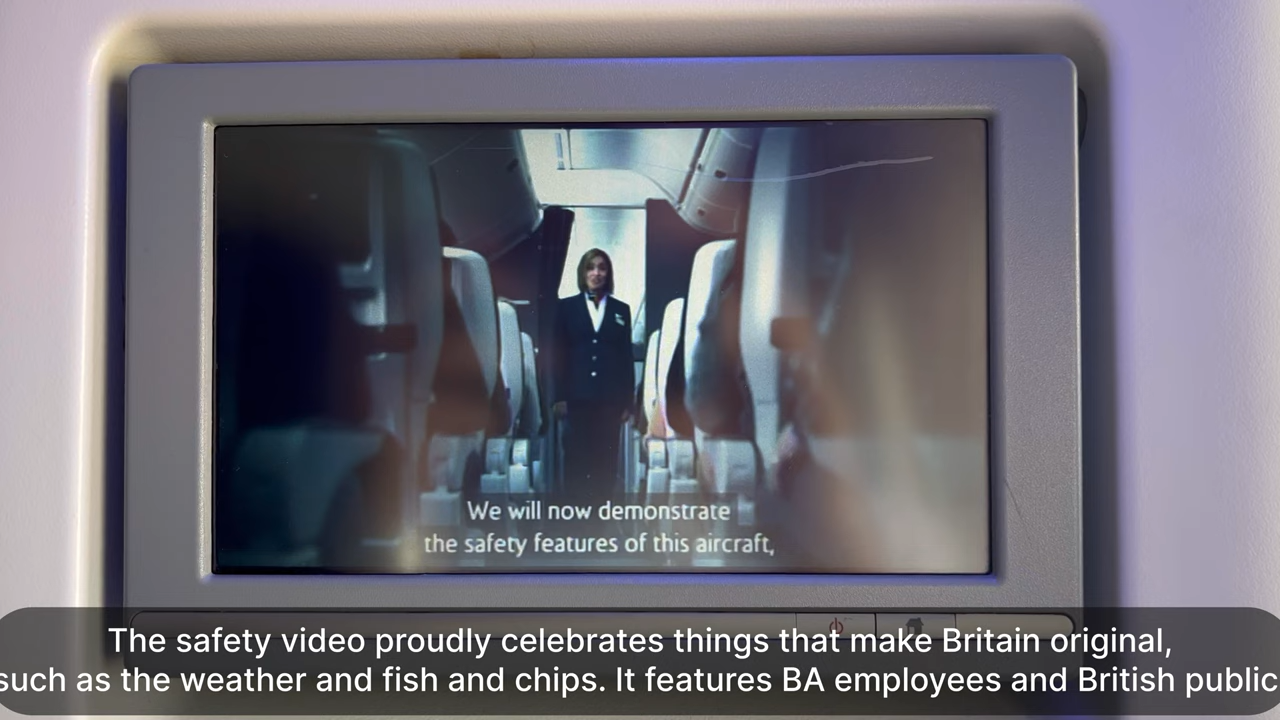 We will now demonstrate
the safety features of this aircraft,
The safety video proudly celebrates things that make Britain original,
such as the weather and fish and chips. It features BA employees and British public